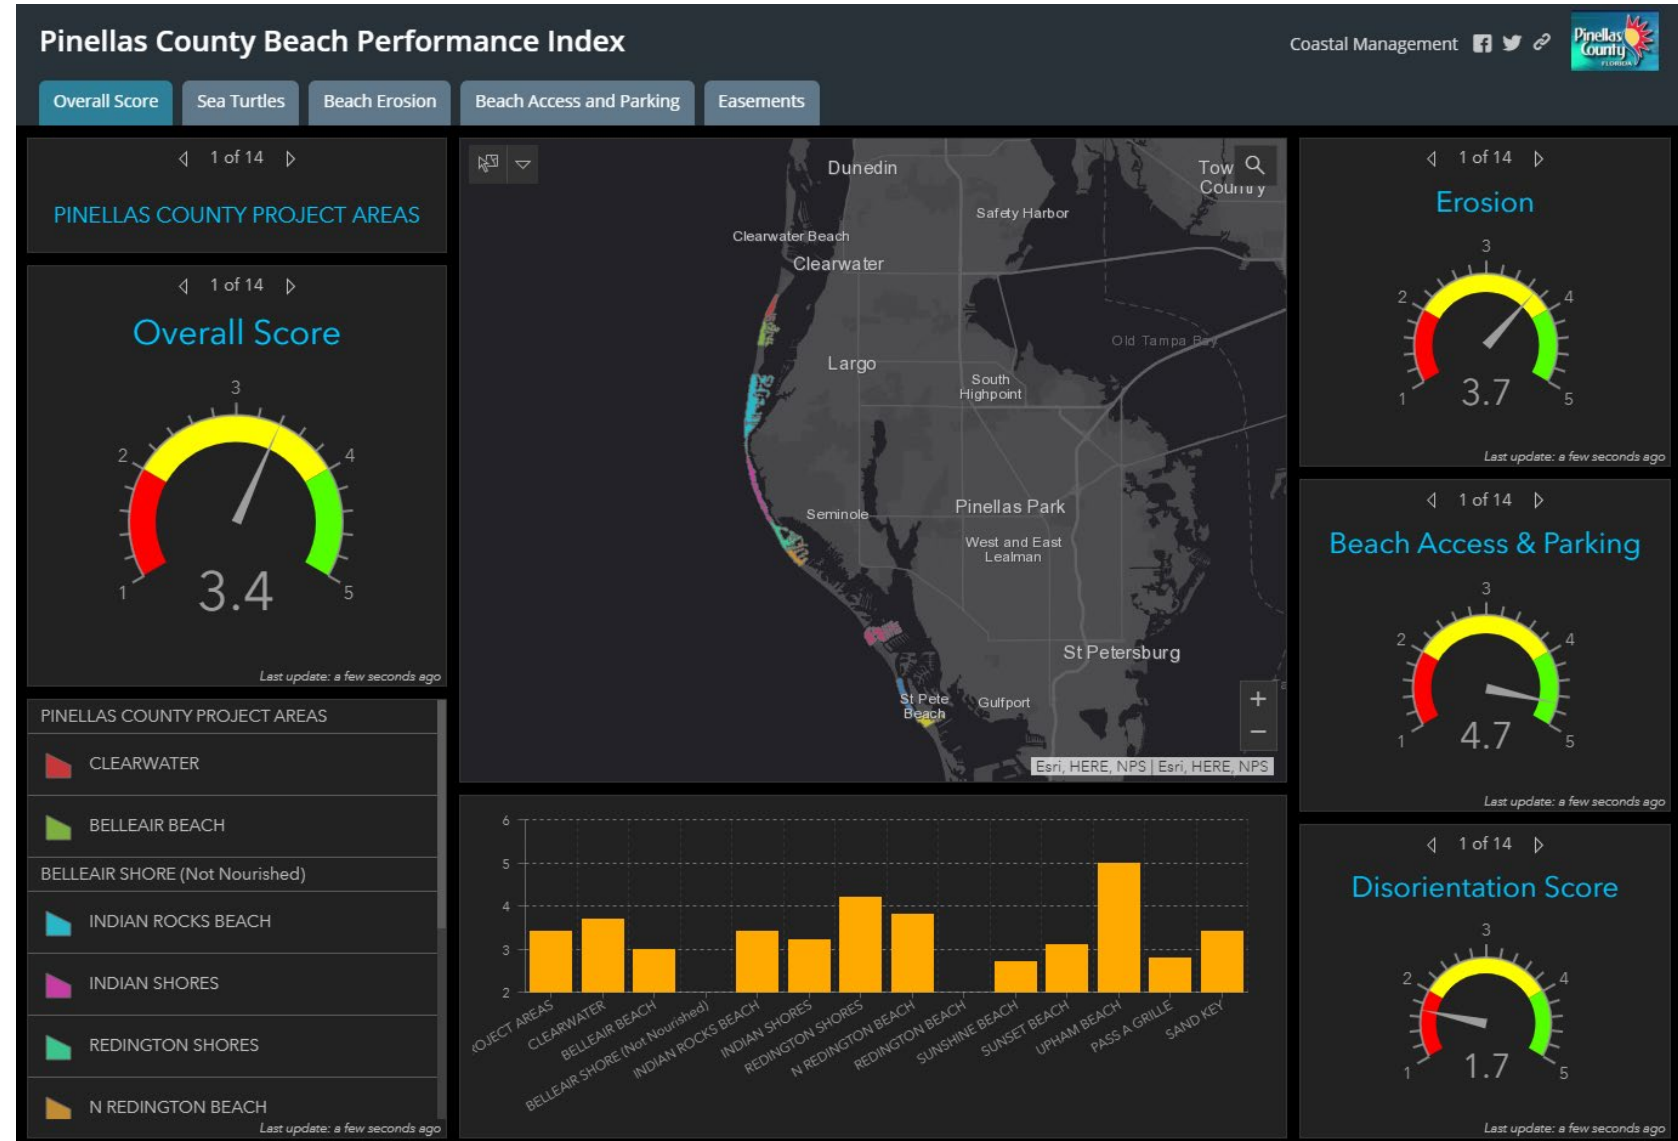 Pinellas County Beach Performance Index
Coastal Management
Pinellas
County
FLORIDA
Overall Score
Sea Turtles
Beach Erosion
Beach Access and Parking
Easements
1 of 14
PINELLAS COUNTY PROJECT AREAS
1 of 14
Overall Score
1
2
3
4
5
3.4
Last update: a few seconds ago
PINELLAS COUNTY PROJECT AREAS
CLEARWATER
BELLEAIR BEACH
BELLEAIR SHORE (Not Nourished)
INDIAN ROCKS BEACH
INDIAN SHORES
REDINGTON SHORES
N REDINGTON BEACH
Last update: a few seconds ago
Dunedin
Tow
Country
Safety Harbor
Clearwater Beach
Clearwater
Old Tampa Bay
Largo
South
Highpoint
Pinellas Park
Seminole
West and East
Lealman
St Petersburg
St Pete
Beach
Gulfport
+
−
Esri, HERE, NPS | Esri, HERE, NPS
6
5
4
3
2
OJECT AREAS
CLEARWATER
BELLEAIR BEACH
BELLEAIR SHORE (Not Nourished)
INDIAN ROCKS BEACH
INDIAN SHORES
REDINGTON SHORES
N REDINGTON BEACH
REDINGTON BEACH
SUNSHINE BEACH
SUNSET BEACH
UPHAM BEACH
PASS A GRILLE
SAND KEY
1 of 14
Erosion
1
2
3
4
5
3.7
Last update: a few seconds ago
1 of 14
Beach Access & Parking
1
2
3
4
5
4.7
Last update: a few seconds ago
1 of 14
Disorientation Score
1
2
3
4
5
1.7
Last update: a few seconds ago